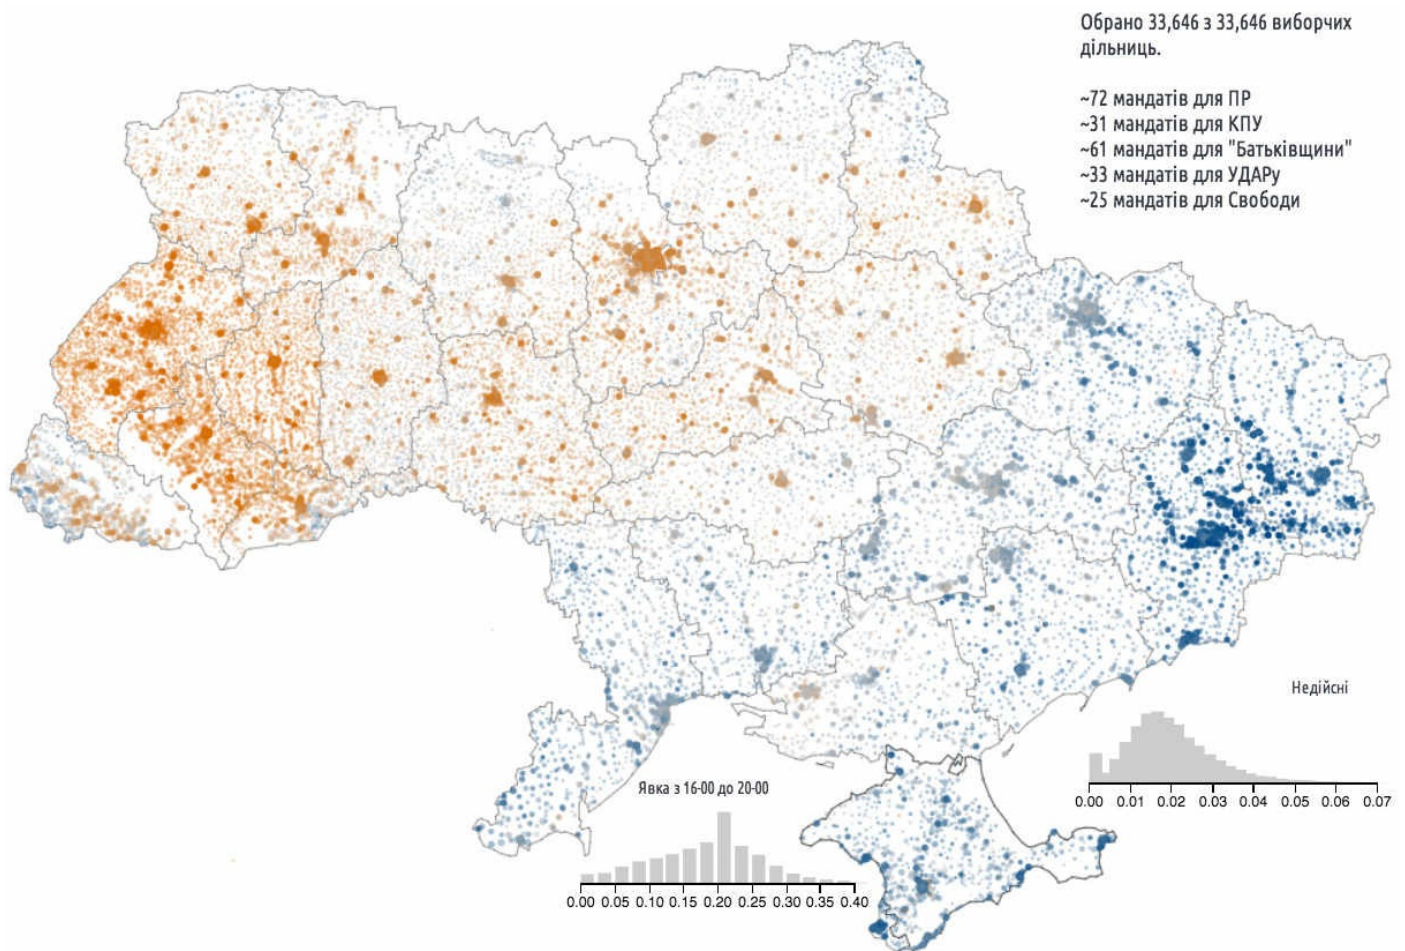 Обрано 33,646 з 33,646 виборчих
дільниць.
~72 мандатів для ПР
~31 мандатів для КПУ
~61 мандатів для "Батьківщини"
~33 мандатів для УДАРу
~25 мандатів для Свободи
Недійсні
0.00 0.01 0.02 0.03 0.04 0.05 0.06 0.07
Явка з 16-00 до 20-00
0.00 0.05 0.10 0.15 0.20 0.25 0.30 0.35 0.40